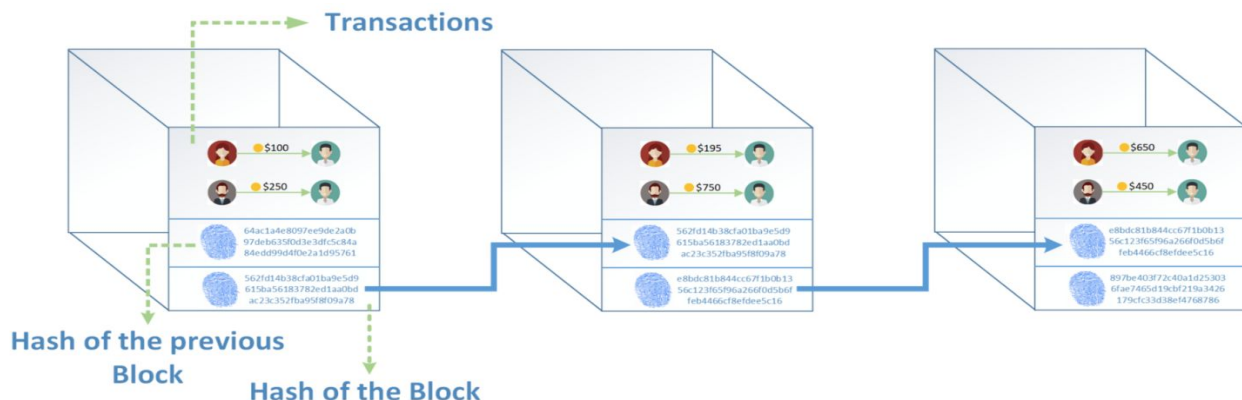 Transactions
$100
$250
64ac1a4e8097ee9de2a0b
97deb635f0d3e3dfc5c84a
84edd99d4f0e2a1d95761
562fd14b38cfa01ba9e5d9
615ba56183782ed1aa0bd
ac23c352fba95f8f09a78
Hash of the previous
Block
Hash of the Block
$195
$750
562fd14b38cfa01ba9e5d9
615ba56183782ed1aa0bd
ac23c352fba95f8f09a78
e8bdc81b844cc67f1b0b13
56c123f65f96a266f0d5b6f
feb4466cf8efdee5c16
$650
$450
e8bdc81b844cc67f1b0b13
56c123f65f96a266f0d5b6f
feb4466cf8efdee5c16
897be403f72c40a1d25303
6fae7465d19cbf219a3426
179cfc33d38ef4768786